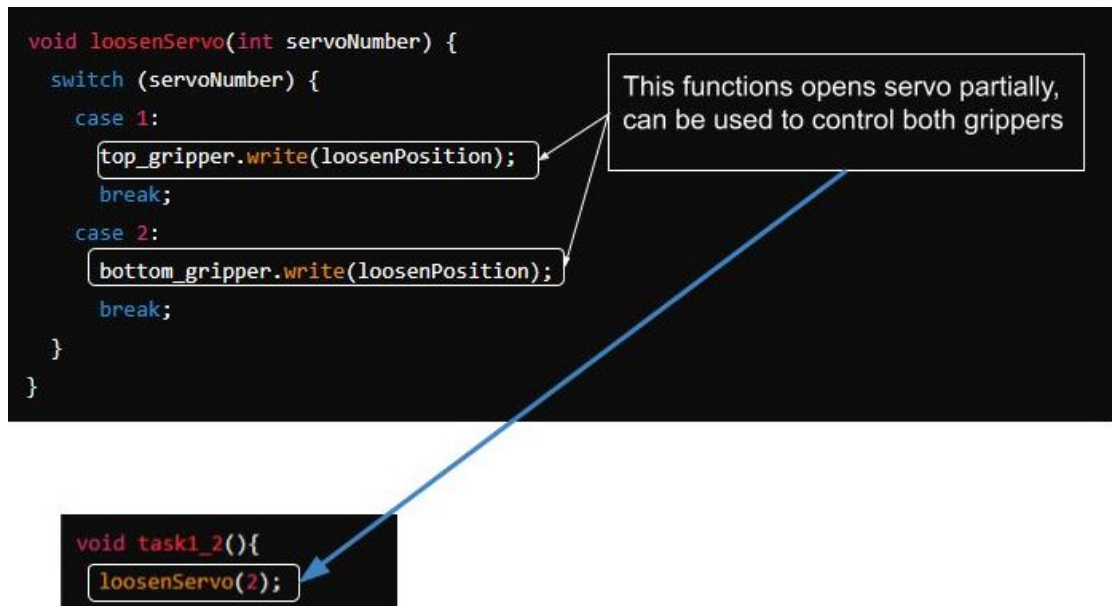 void loosenServo(int servoNumber) {
switch (servoNumber) {
case 1:
top_gripper.write(loosenPosition);
break;
case 2:
bottom_gripper.write(loosenPosition);
break;
}
}
This functions opens servo partially,
can be used to control both grippers
void task1_2(){
loosenServo(2);